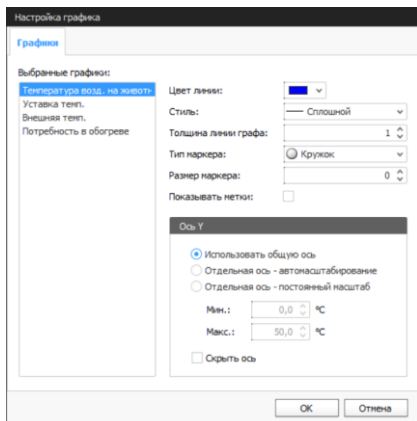 Настройка графика
Графики
Выбранные графики:
Температура возд. на животн
Уставка темп.
Внешняя темп.
Потребность в обогреве
Цвет линии:
Стиль: Сплошной
Толщина линии графа: 1
Тип маркера: Кружок
Размер маркера: 0
Показывать метки:
Ось Y
Использовать общую ось
Отдельная ось - автомасштабирование
Отдельная ось - постоянный масштаб
Мин.: 0,0 °C
Макс.: 50,0 °C
Скрыть ось
OK Отмена